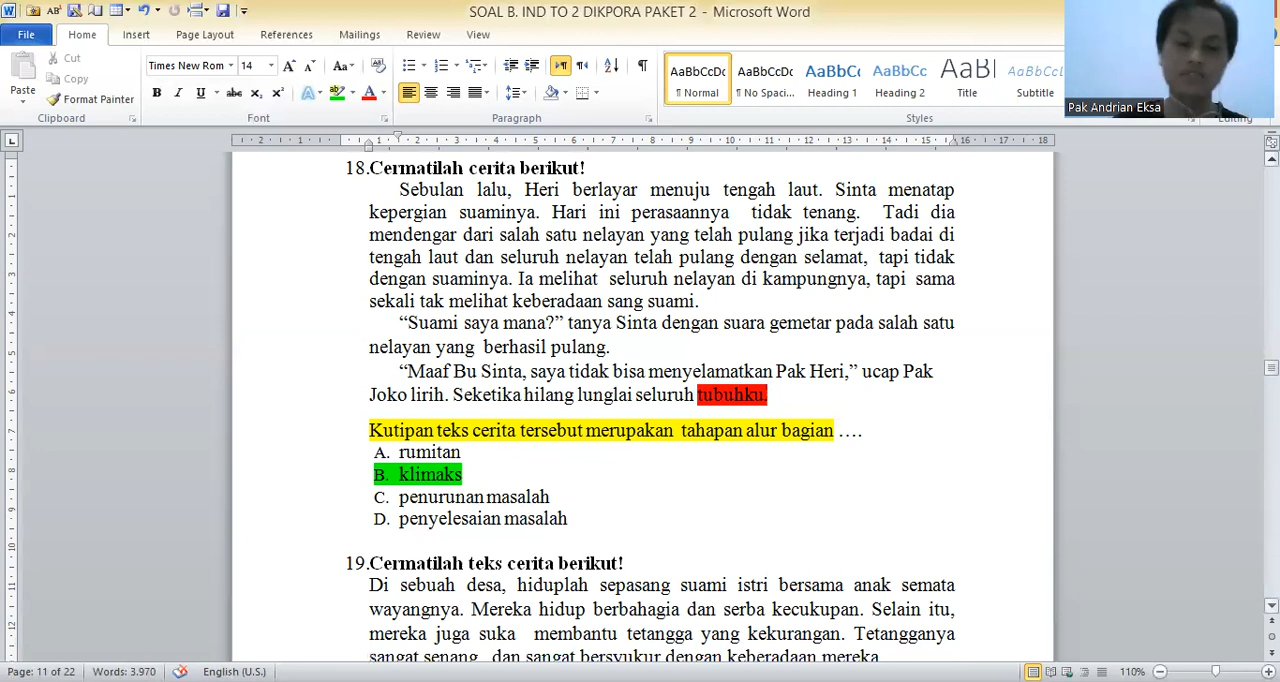 SOAL B. IND TO 2 DIKPORA PAKET 2 - Microsoft Word
File Home Insert Page Layout References Mailings Review View
Paste
Cut
Copy
Format Painter
Clipboard
Times New Rom 14
Font
Paragraph
AaBbCcDc AaBbCcDc AaBbC AaBbCc AaBl AaBbCcL
¶ Normal ¶ No Spaci... Heading 1 Heading 2 Title Subtitle
Styles
Editing
Pak Andrian Eksa
18.Cermatilah cerita berikut!
Sebulan lalu, Heri berlayar menuju tengah laut. Sinta menatap
kepergian suaminya. Hari ini perasaannya tidak tenang. Tadi dia
mendengar dari salah satu nelayan yang telah pulang jika terjadi badai di
tengah laut dan seluruh nelayan telah pulang dengan selamat, tapi tidak
dengan suaminya. Ia melihat seluruh nelayan di kampungnya, tapi sama
sekali tak melihat keberadaan sang suami.
“Suami saya mana?” tanya Sinta dengan suara gemetar pada salah satu
nelayan yang berhasil pulang.
“Maaf Bu Sinta, saya tidak bisa menyelamatkan Pak Heri,” ucap Pak
Joko lirih. Seketika hilang lunglai seluruh tubuhku.
Kutipan teks cerita tersebut merupakan tahapan alur bagian ….
A. rumitan
B. klimaks
C. penurunan masalah
D. penyelesaian masalah
19.Cermatilah teks cerita berikut!
Di sebuah desa, hiduplah sepasang suami istri bersama anak semata
wayangnya. Mereka hidup berbahagia dan serba kecukupan. Selain itu,
mereka juga suka membantu tetangga yang kekurangan. Tetangganya
sangat senang dan sangat bersyukur dengan keberadaan mereka.
Page: 11 of 22 Words: 3.970 English (U.S.) 110%